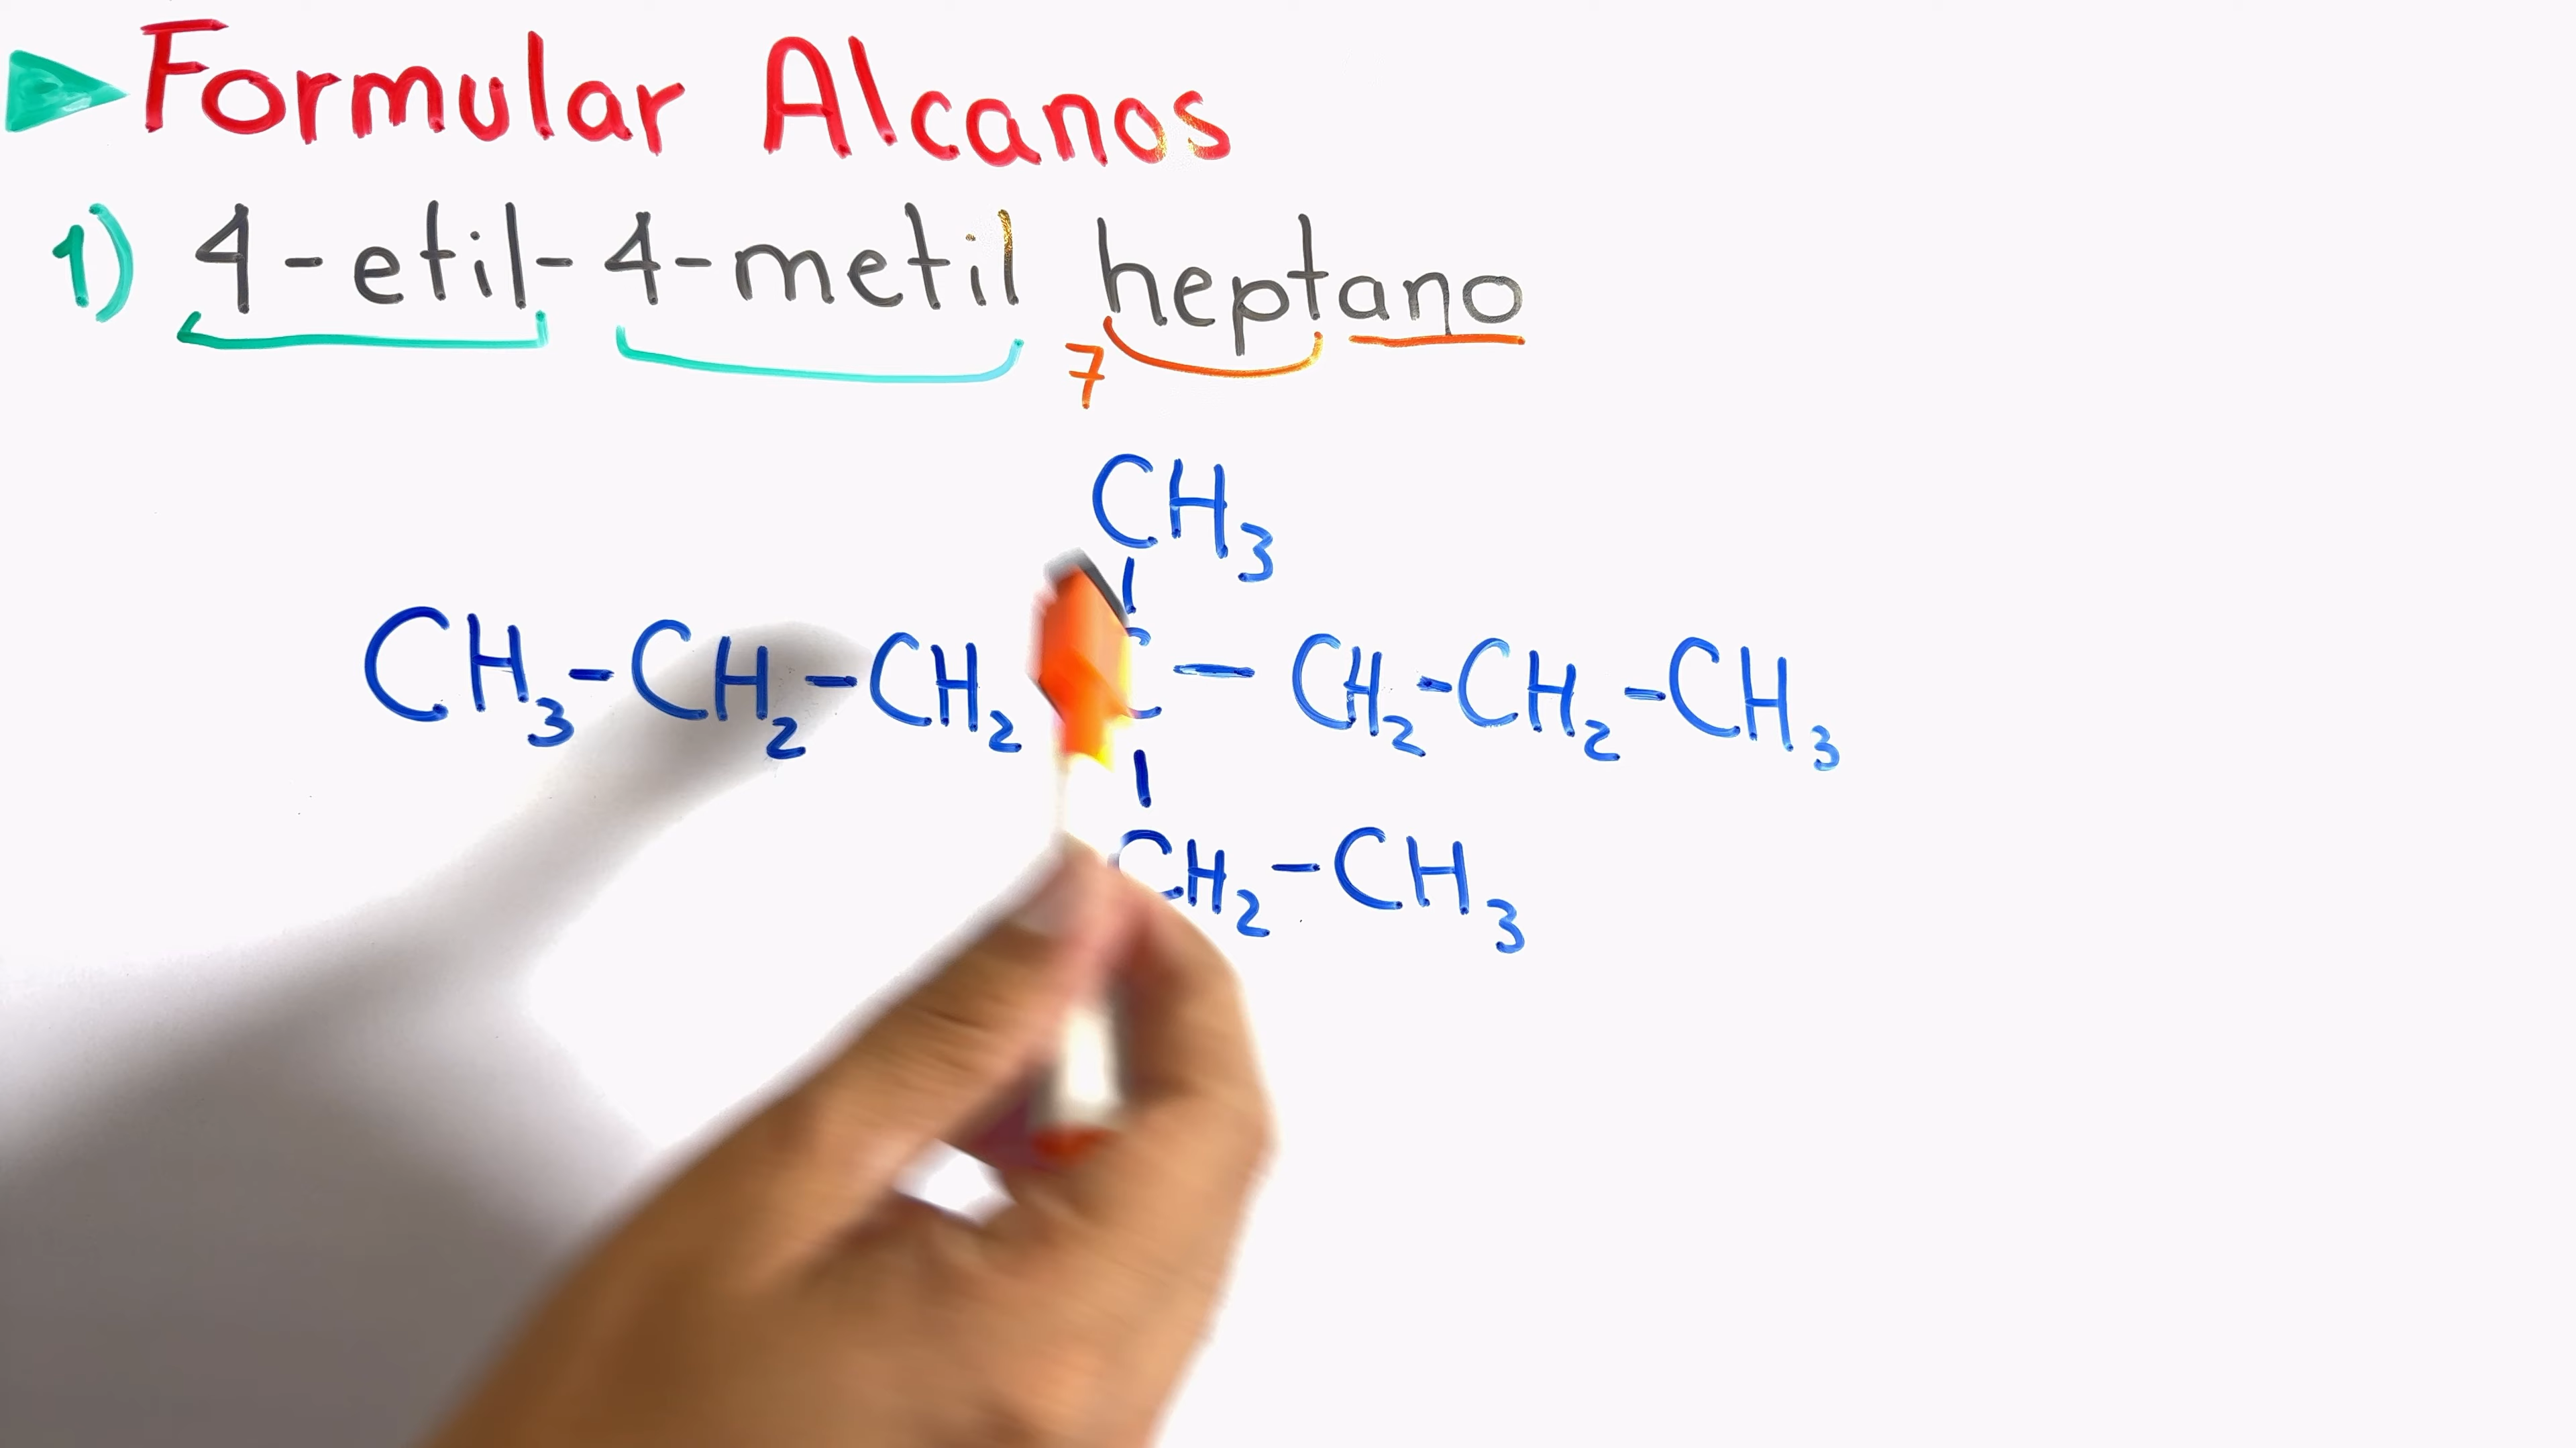 Formular Alcanos
1) 4-etil-4-metil heptano
7
CH3
CH3-CH2-CH2 C-CH2-CH2-CH3
CH2-CH3